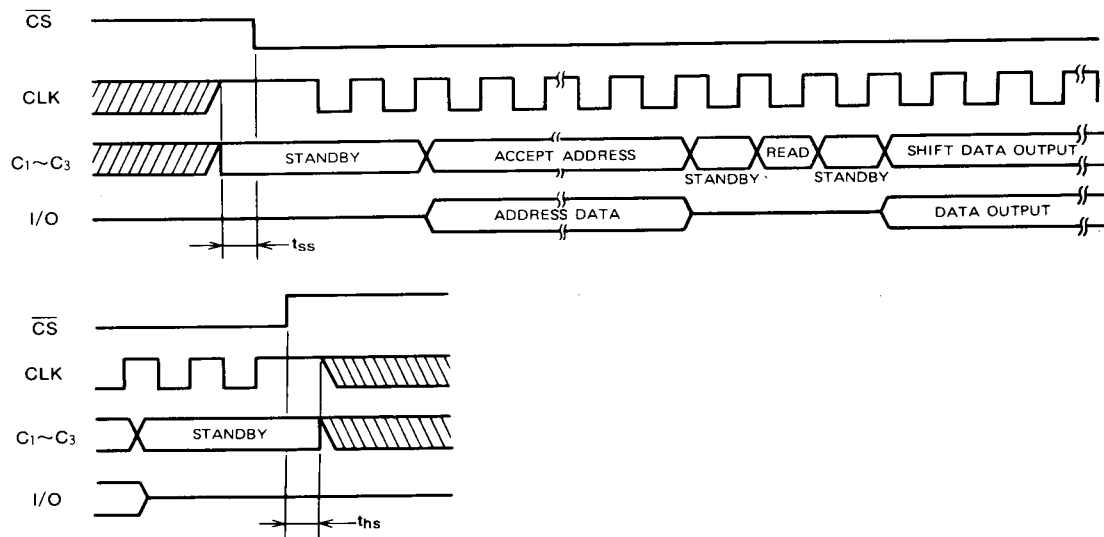 CS
CLK
C₁~C₃ STANDBY ACCEPT ADDRESS STANDBY READ STANDBY SHIFT DATA OUTPUT
I/O ADDRESS DATA DATA OUTPUT
tss
CS
CLK
C₁~C₃ STANDBY
I/O
ths